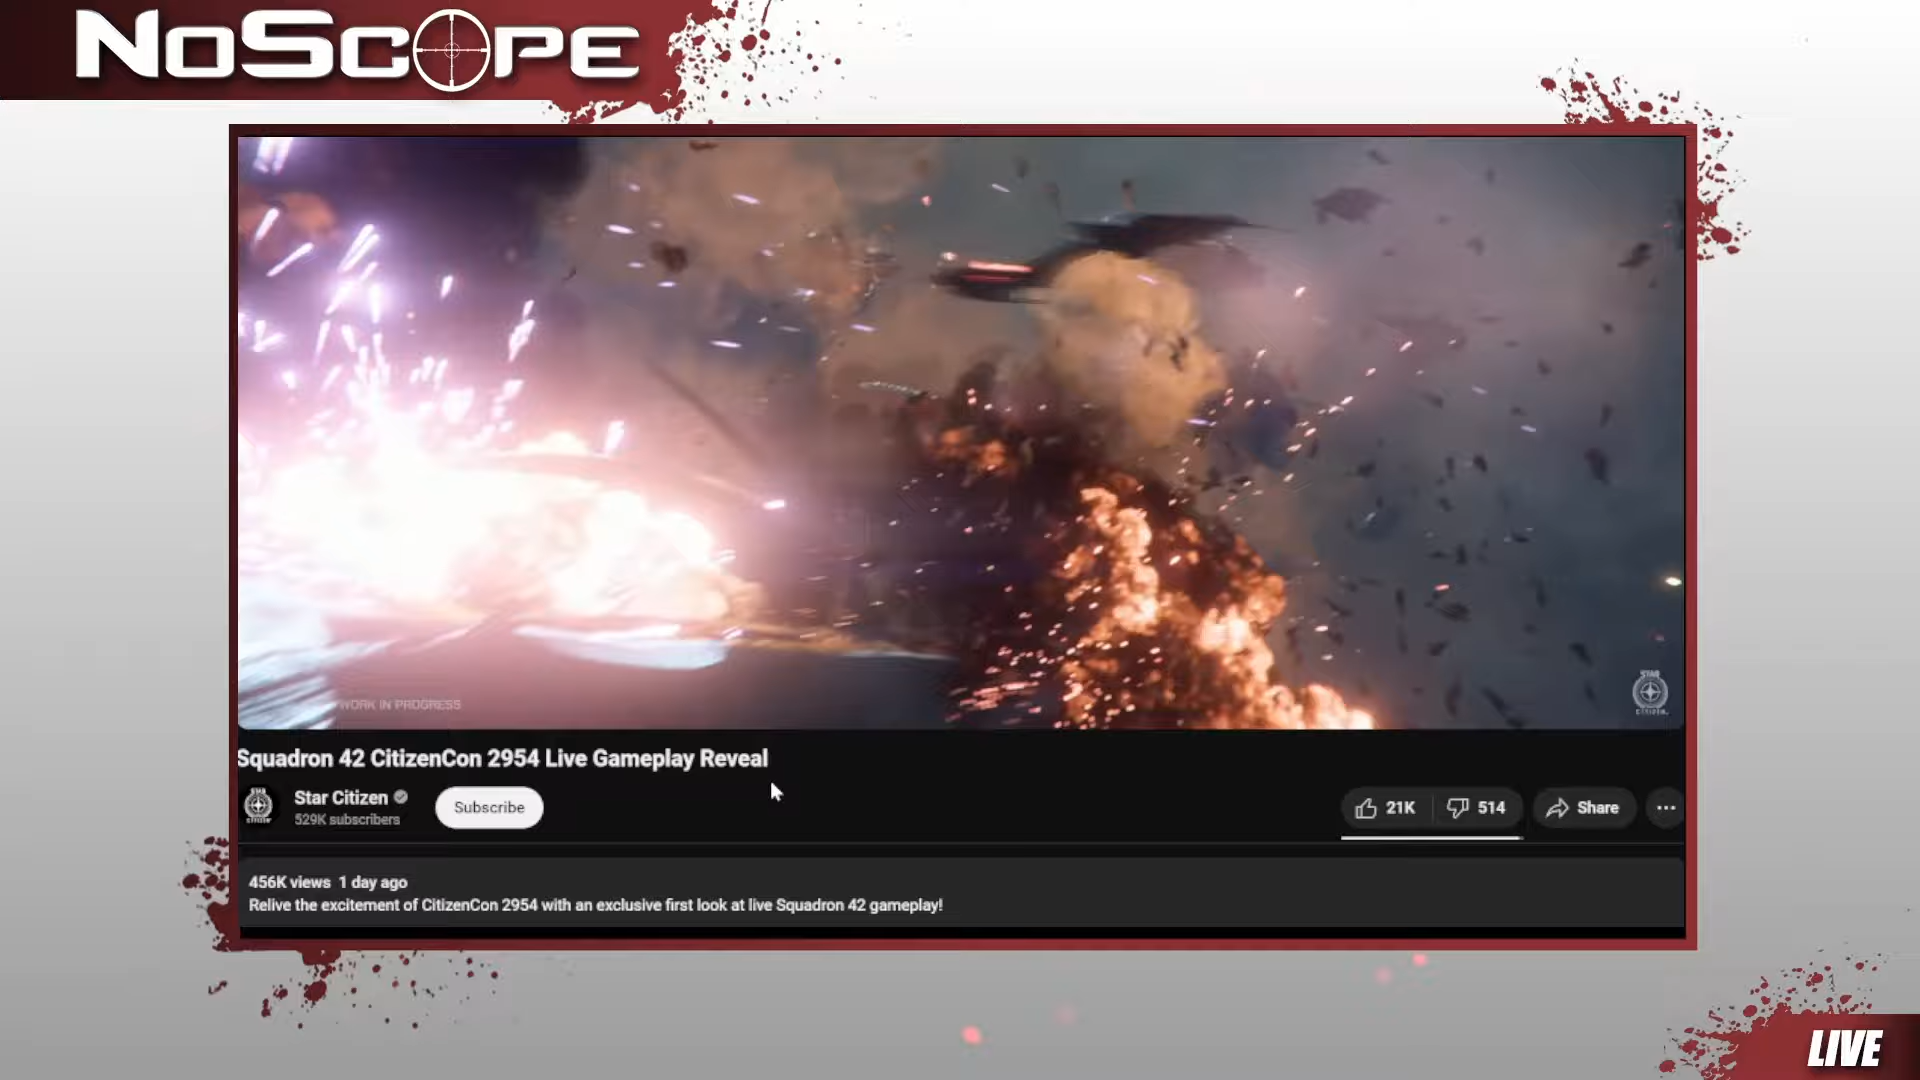 NoScope
WORK IN PROGRESS
STAR
CITIZEN
Squadron 42 CitizenCon 2954 Live Gameplay Reveal
Star Citizen
529K subscribers
Subscribe
21K
514
Share
456K views 1 day ago
Relive the excitement of CitizenCon 2954 with an exclusive first look at live Squadron 42 gameplay!
LIVE